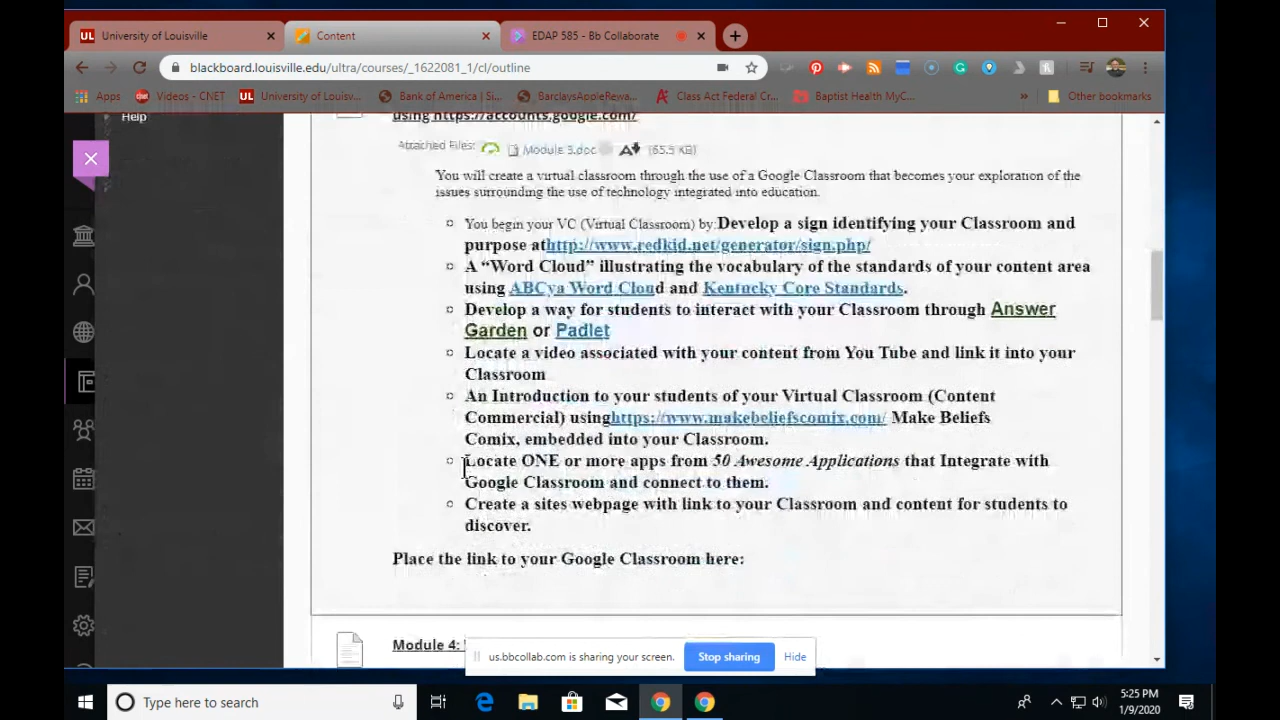 University of Louisville
Content
EDAP 585 - Bb Collaborate
blackboard.louisville.edu/ultra/courses/_1622081_1/cl/outline
Apps
Videos - CNET
University of Louisv...
Bank of America | Si...
BarclaysAppleRewa...
Class Act Federal Cr...
Baptist Health MyC...
»
Other bookmarks
Help
using https://accounts.google.com/
Attached Files: Module 3.doc (65.5 KB)
You will create a virtual classroom through the use of a Google Classroom that becomes your exploration of the
issues surrounding the use of technology integrated into education.
You begin your VC (Virtual Classroom) by:Develop a sign identifying your Classroom and
purpose athttp://www.redkid.net/generator/sign.php/
A “Word Cloud” illustrating the vocabulary of the standards of your content area
using ABCya Word Cloud and Kentucky Core Standards.
Develop a way for students to interact with your Classroom through Answer
Garden or Padlet
Locate a video associated with your content from You Tube and link it into your
Classroom
An Introduction to your students of your Virtual Classroom (Content
Commercial) usinghttps://www.makebeliefscomix.com/ Make Beliefs
Comix, embedded into your Classroom.
Locate ONE or more apps from 50 Awesome Applications that Integrate with
Google Classroom and connect to them.
Create a sites webpage with link to your Classroom and content for students to
discover.
Place the link to your Google Classroom here:
Module 4:
us.bbcollab.com is sharing your screen. Stop sharing Hide
Type here to search
5:25 PM
1/9/2020